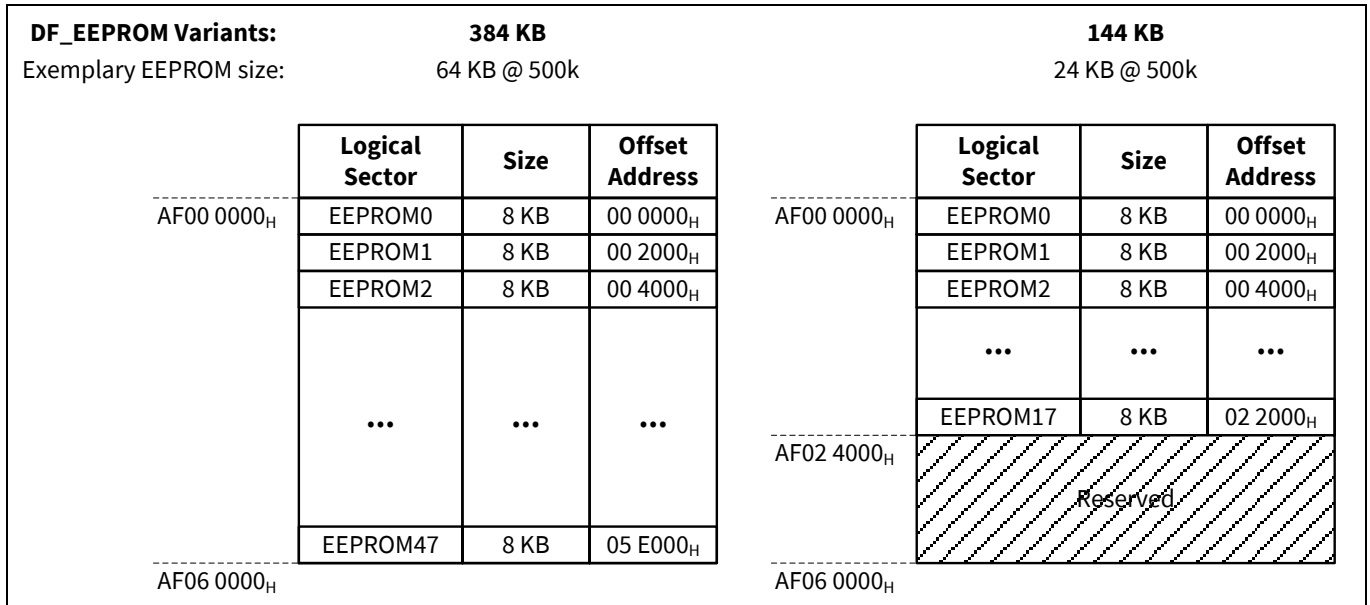 DF_EEPROM Variants: 384 KB 144 KB
Exemplary EEPROM size: 64 KB @ 500k 24 KB @ 500k
Logical Sector Size Offset Address Logical Sector Size Offset Address
AF00 0000H EEPROM0 8 KB 00 0000H AF00 0000H EEPROM0 8 KB 00 0000H
EEPROM1 8 KB 00 2000H EEPROM1 8 KB 00 2000H
EEPROM2 8 KB 00 4000H EEPROM2 8 KB 00 4000H
... ... ...
EEPROM17 8 KB 02 2000H
... ... ...
AF02 4000H
Reserved
EEPROM47 8 KB 05 E000H
AF06 0000H AF06 0000H